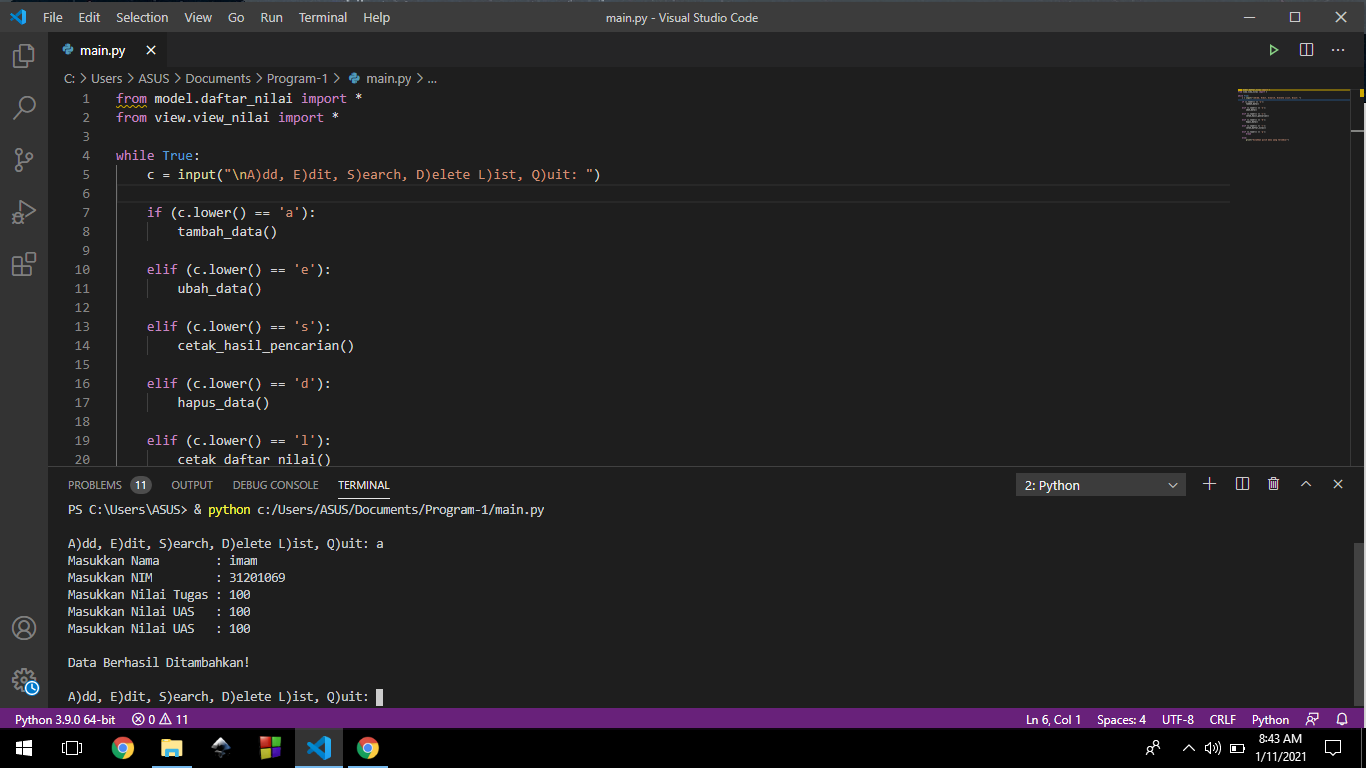 File Edit Selection View Go Run Terminal Help main.py - Visual Studio Code
main.py
C: > Users > ASUS > Documents > Program-1 > main.py > ...
1 from model.daftar_nilai import *
2 from view.view_nilai import *
3
4 while True:
5 c = input("\nA)dd, E)dit, S)earch, D)elete L)ist, Q)uit: ")
6
7 if (c.lower() == 'a'):
8 tambah_data()
9
10 elif (c.lower() == 'e'):
11 ubah_data()
12
13 elif (c.lower() == 's'):
14 cetak_hasil_pencarian()
15
16 elif (c.lower() == 'd'):
17 hapus_data()
18
19 elif (c.lower() == 'l'):
20 cetak_daftar_nilai()
PROBLEMS 11 OUTPUT DEBUG CONSOLE TERMINAL 2: Python
PS C:\Users\ASUS> & python c:/Users/ASUS/Documents/Program-1/main.py
A)dd, E)dit, S)earch, D)elete L)ist, Q)uit: a
Masukkan Nama : imam
Masukkan NIM : 31201069
Masukkan Nilai Tugas : 100
Masukkan Nilai UAS : 100
Masukkan Nilai UAS : 100
Data Berhasil Ditambahkan!
A)dd, E)dit, S)earch, D)elete L)ist, Q)uit:
Python 3.9.0 64-bit 0 11 Ln 6, Col 1 Spaces: 4 UTF-8 CRLF Python
8:43 AM
1/11/2021